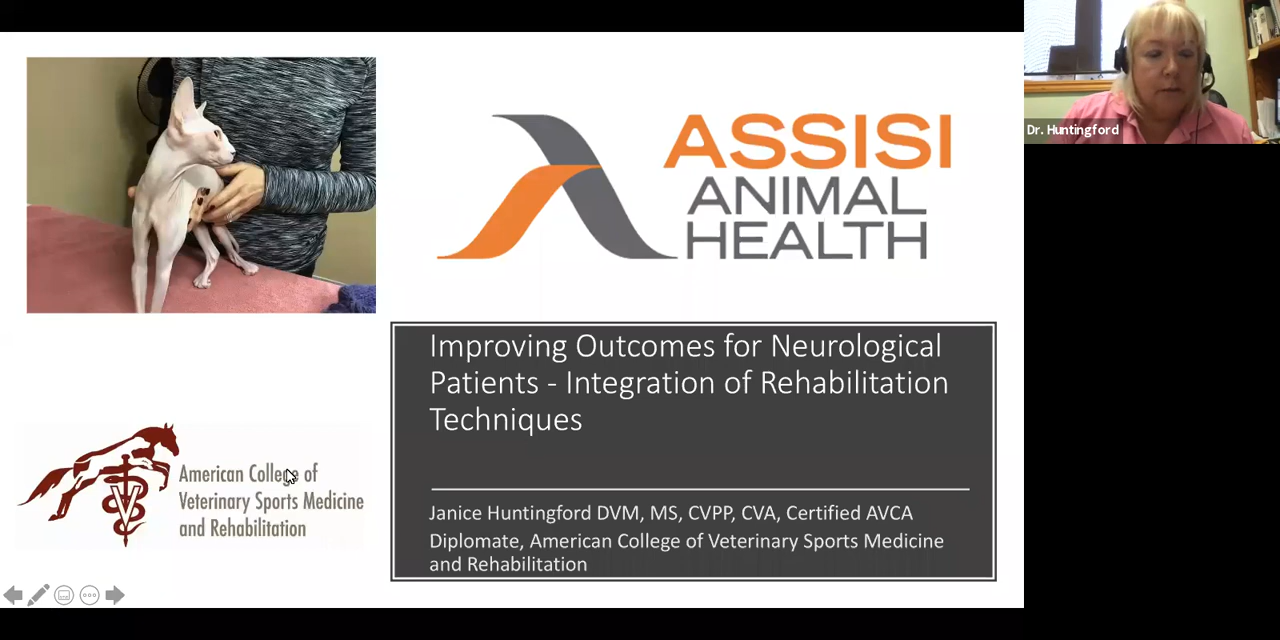 Dr. Huntingford
ASSISI
ANIMAL
HEALTH
Improving Outcomes for Neurological
Patients - Integration of Rehabilitation
Techniques
American College of
Veterinary Sports Medicine
and Rehabilitation
Janice Huntingford DVM, MS, CVPP, CVA, Certified AVCA
Diplomate, American College of Veterinary Sports Medicine
and Rehabilitation